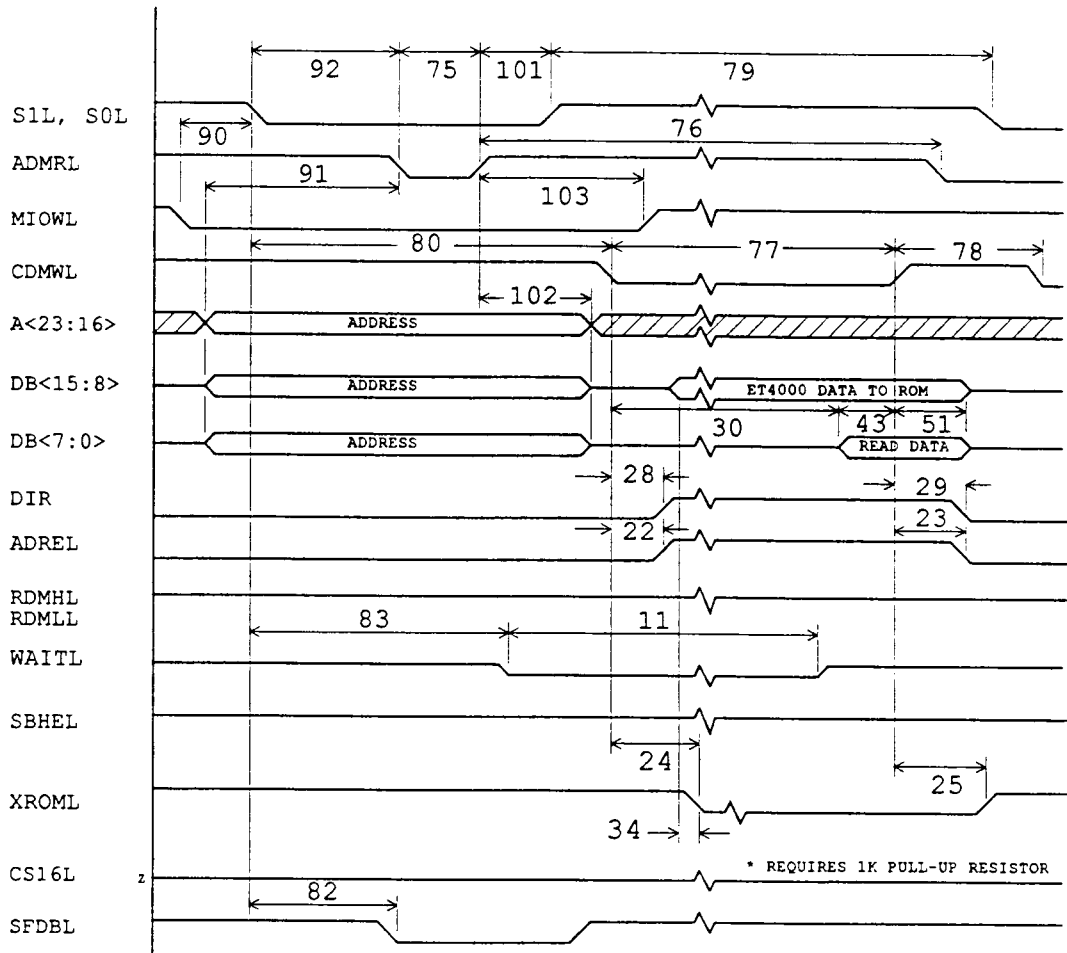 92 75 101 79
S1L, S0L
90 76
ADMRL
91 103
MIOWL
80 77 78
CDMWL
102
A<23:16> ADDRESS
DB<15:8> ADDRESS ET4000 DATA TO ROM
30 43 51
DB<7:0> ADDRESS READ DATA
28 29
DIR
22 23
ADREL
RDMHL
RDMLL
83 11
WAITL
SBHEL
24 25
XROML
34
* REQUIRES 1K PULL-UP RESISTOR
CS16L z
82
SFDBL